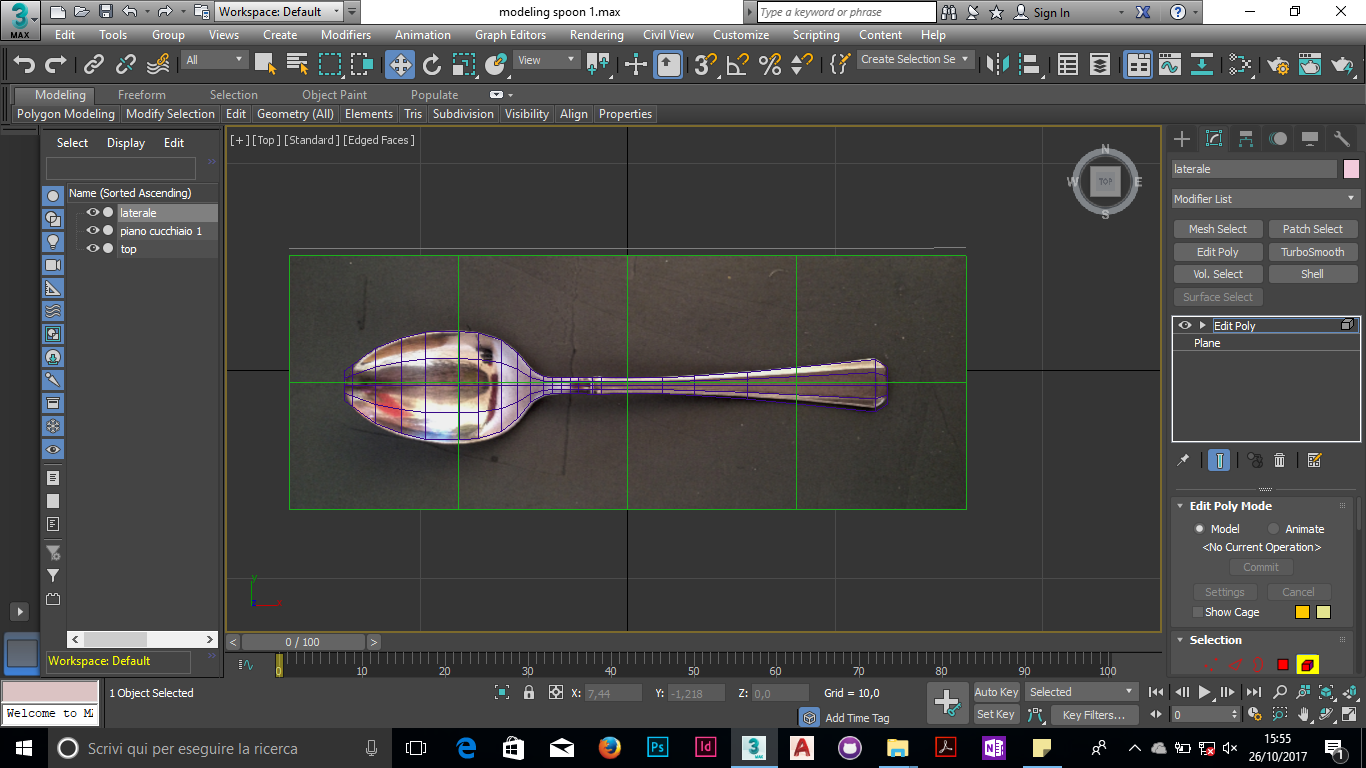 3
MAX
Workspace: Default
modeling spoon 1.max
Type a keyword or phrase
Sign In
Edit Tools Group Views Create Modifiers Animation Graph Editors Rendering Civil View Customize Scripting Content Help
All
View
3
Create Selection Se
Modeling Freeform Selection Object Paint Populate
Polygon Modeling Modify Selection Edit Geometry (All) Elements Tris Subdivision Visibility Align Properties
Select Display Edit
Name (Sorted Ascending)
laterale
piano cucchiaio 1
top
Workspace: Default
[+] [Top] [Standard] [Edged Faces]
N
W TOP E
S
y
z x
laterale
Modifier List
Mesh Select Patch Select
Edit Poly TurboSmooth
Vol. Select Shell
Surface Select
Edit Poly
Plane
Edit Poly Mode
Model Animate
<No Current Operation>
Commit
Settings Cancel
Show Cage
Selection
< 0 / 100 >
0 10 20 30 40 50 60 70 80 90 100
1 Object Selected
X: 7,44 Y: -1,218 Z: 0,0 Grid = 10,0
Add Time Tag
Auto Key Selected
Set Key Key Filters...
0
Welcome to M
Scrivi qui per eseguire la ricerca
Ps Id 3 MAX A N
15:55
26/10/2017
1